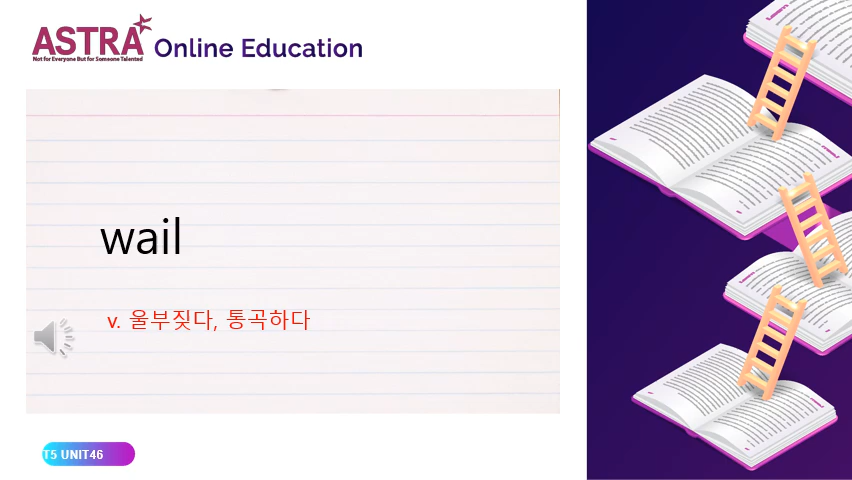 ASTRA
Not for Everyone But for Someone Talented
Online Education
wail
v. 울부짖다, 통곡하다
T5 UNIT46